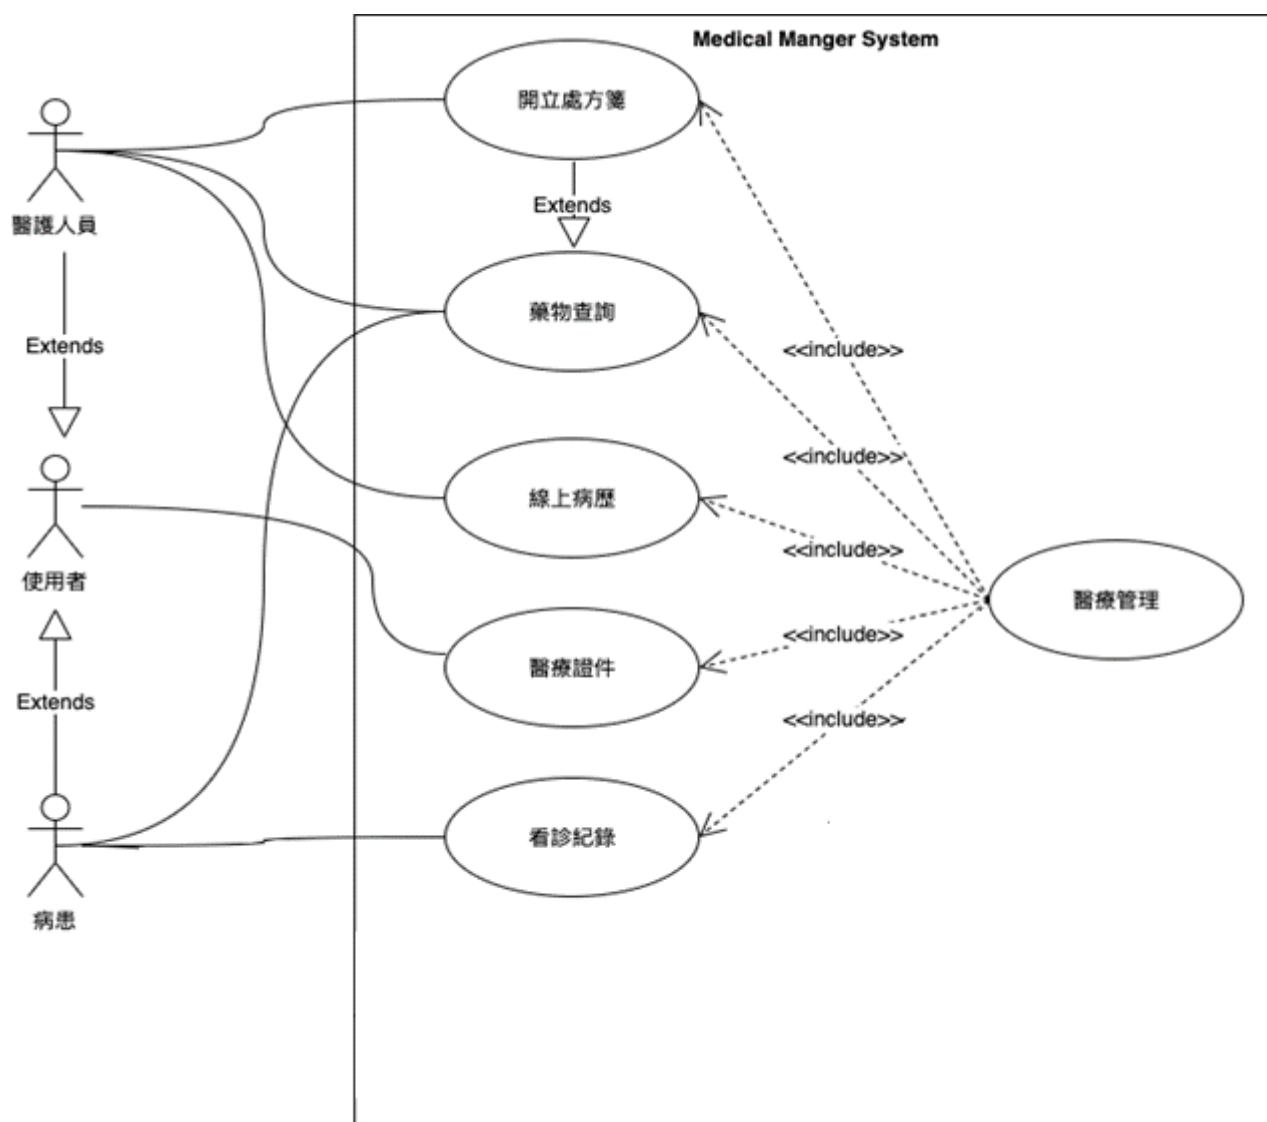 Medical Manger System
開立處方箋
醫護人員
Extends
藥物查詢
Extends
<<include>>
<<include>>
線上病歷
<<include>>
使用者
醫療管理
<<include>>
醫療證件
Extends
<<include>>
看診紀錄
病患